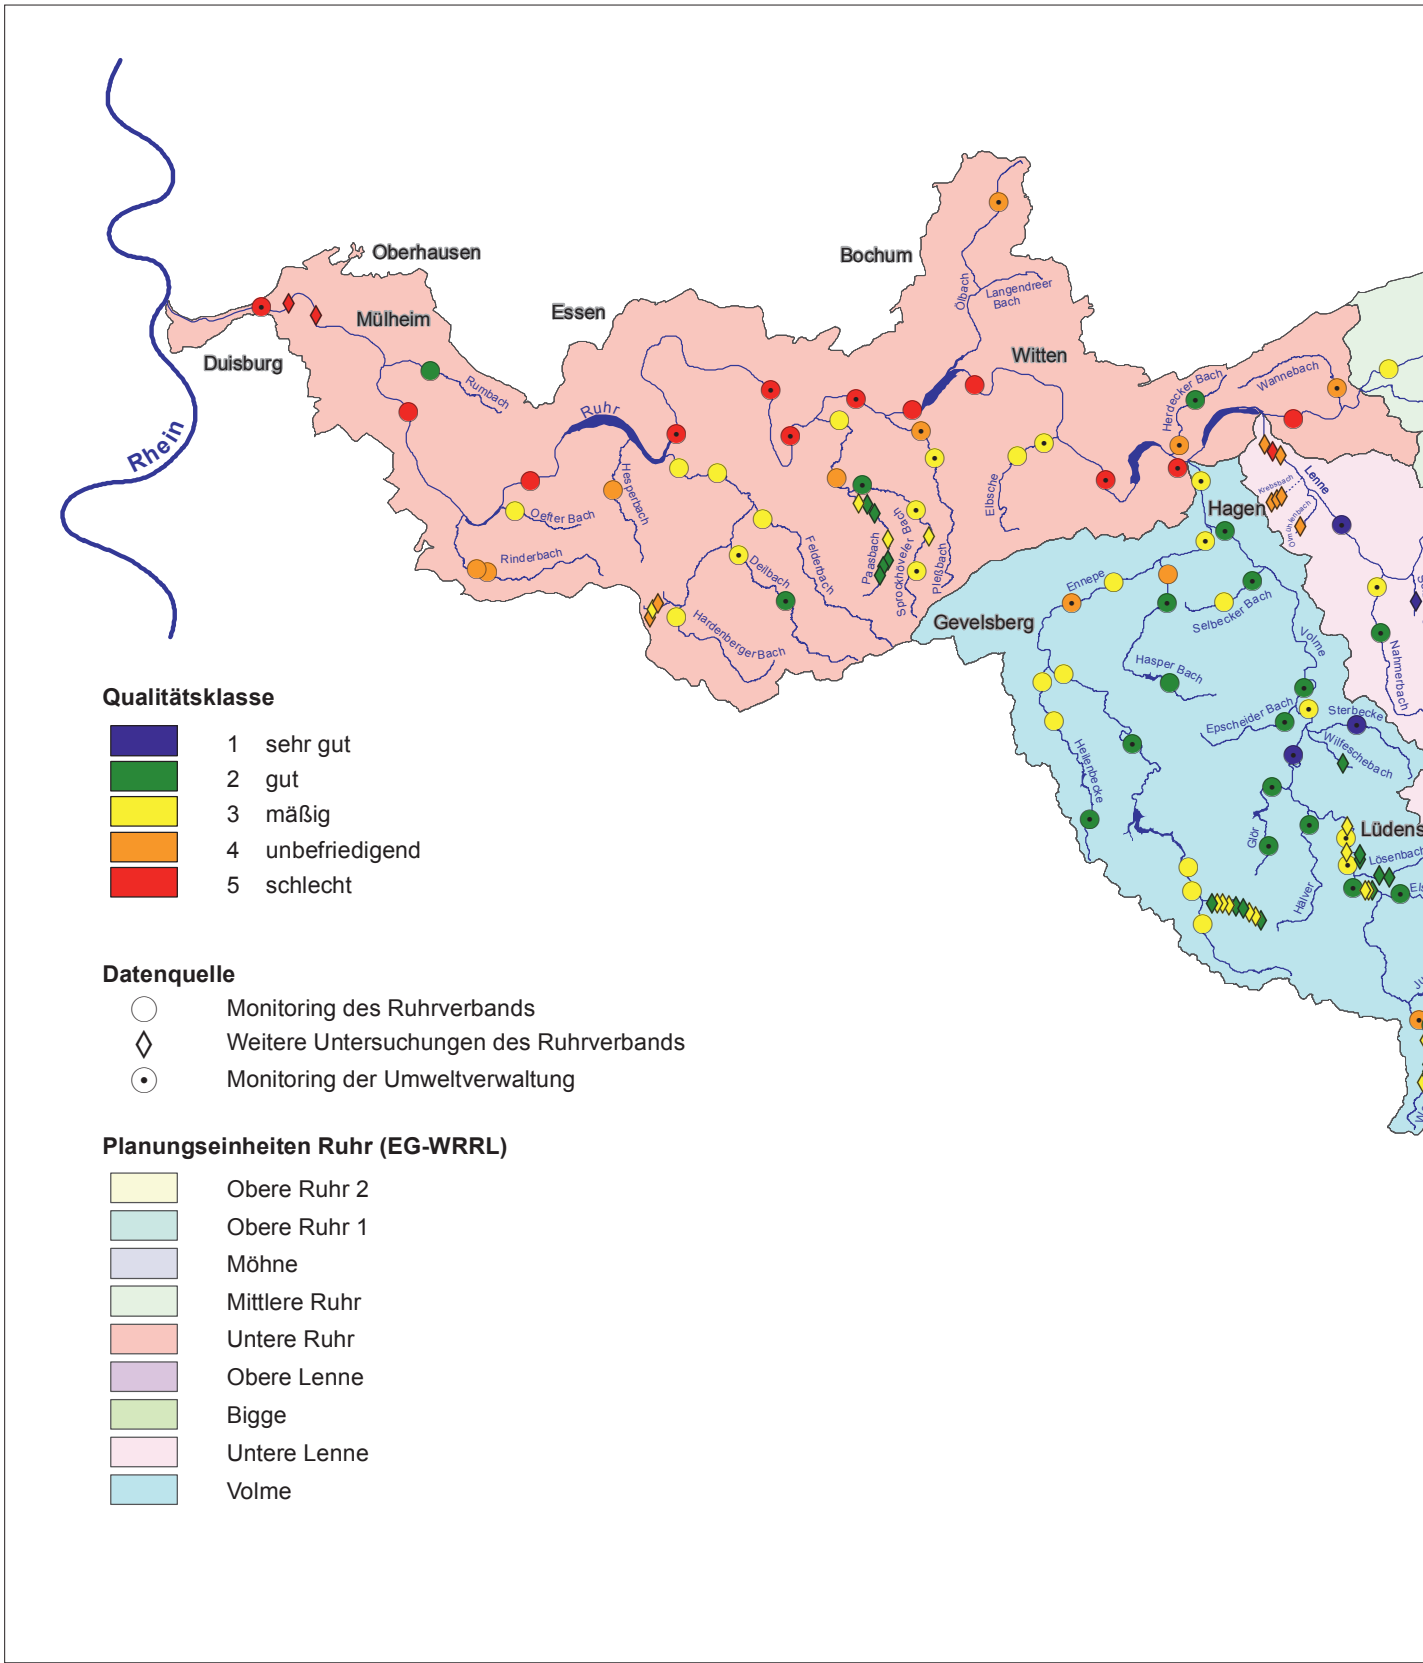 Oberhausen
Bochum
Essen
Mülheim
Duisburg
Witten
Ölbach
Langendreer
Bach
Rumbach
Ruhr
Rhein
Herdecker Bach
Wannebach
Hesperbach
Oefter Bach
Rinderbach
Elbsche
Lenne
Krebsbach
Hagen
Felderbach
Deilbach
Paasbach
Sprockhöveler Bach
Pleßbach
Hardenberger Bach
Gevelsberg
Ennepe
Selbecker Bach
Volme
Hasper Bach
Nahmerbach
Epscheider Bach
Sterbecke
Wilfeschebach
Heilenbecke
Glör
Hälver
Lüdens
Lösenbach
Els
Qualitätsklasse
1 sehr gut
2 gut
3 mäßig
4 unbefriedigend
5 schlecht
Datenquelle
Monitoring des Ruhrverbands
Weitere Untersuchungen des Ruhrverbands
Monitoring der Umweltverwaltung
Planungseinheiten Ruhr (EG-WRRL)
Obere Ruhr 2
Obere Ruhr 1
Möhne
Mittlere Ruhr
Untere Ruhr
Obere Lenne
Bigge
Untere Lenne
Volme